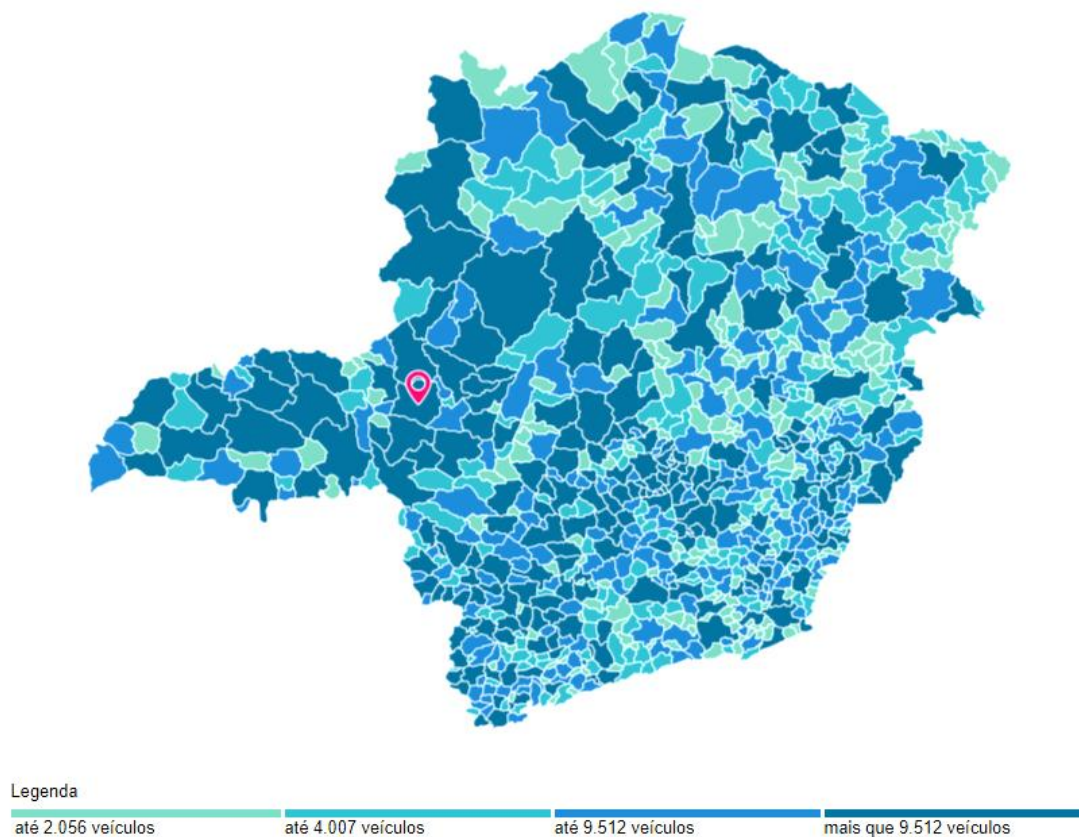 Legenda
até 2.056 veículos
até 4.007 veículos
até 9.512 veículos
mais que 9.512 veículos